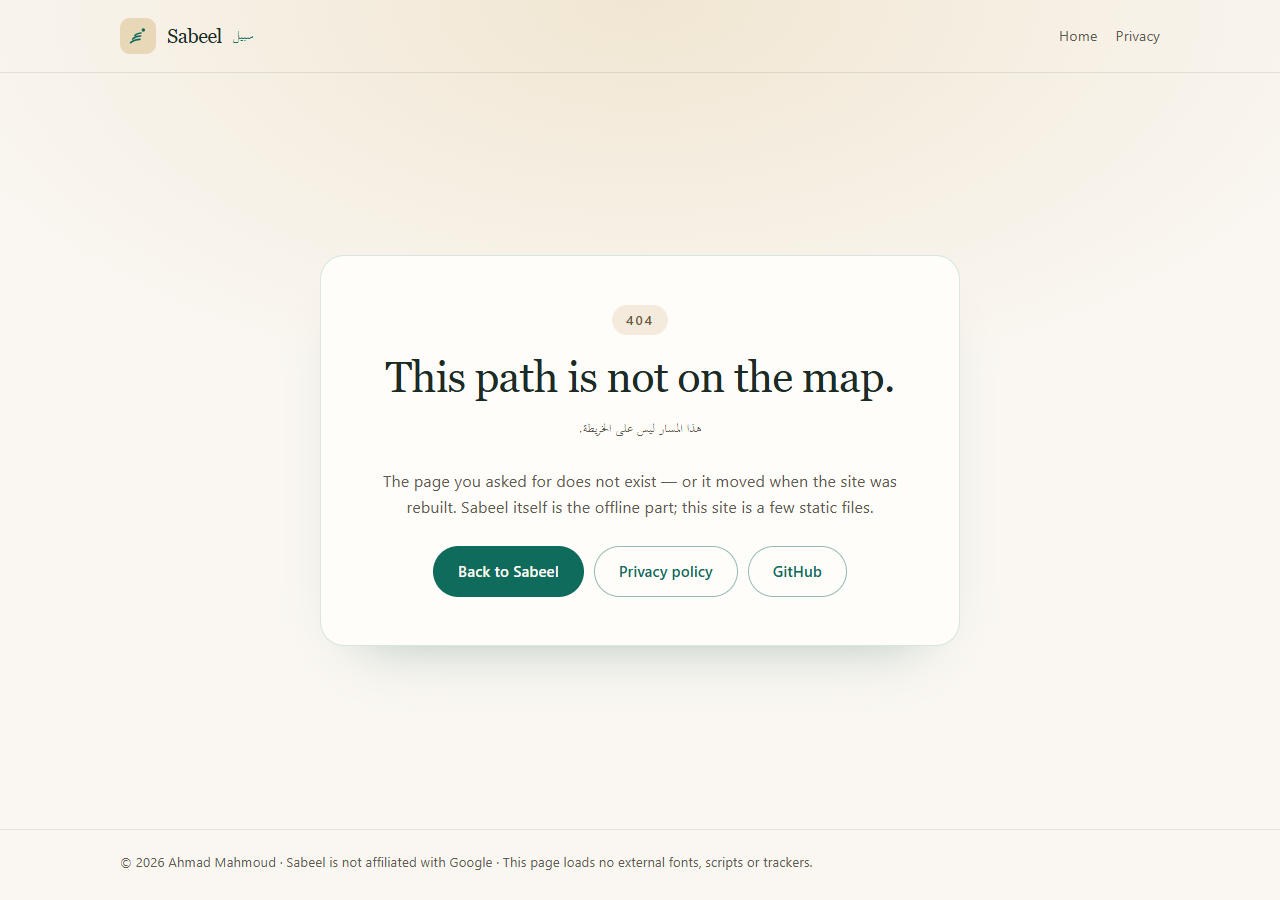 Sabeel سبيل
Home Privacy
404
This path is not on the map.
هذا المسار ليس على الخريطة.
The page you asked for does not exist — or it moved when the site was
rebuilt. Sabeel itself is the offline part; this site is a few static files.
Back to Sabeel
Privacy policy
GitHub
© 2026 Ahmad Mahmoud · Sabeel is not affiliated with Google · This page loads no external fonts, scripts or trackers.